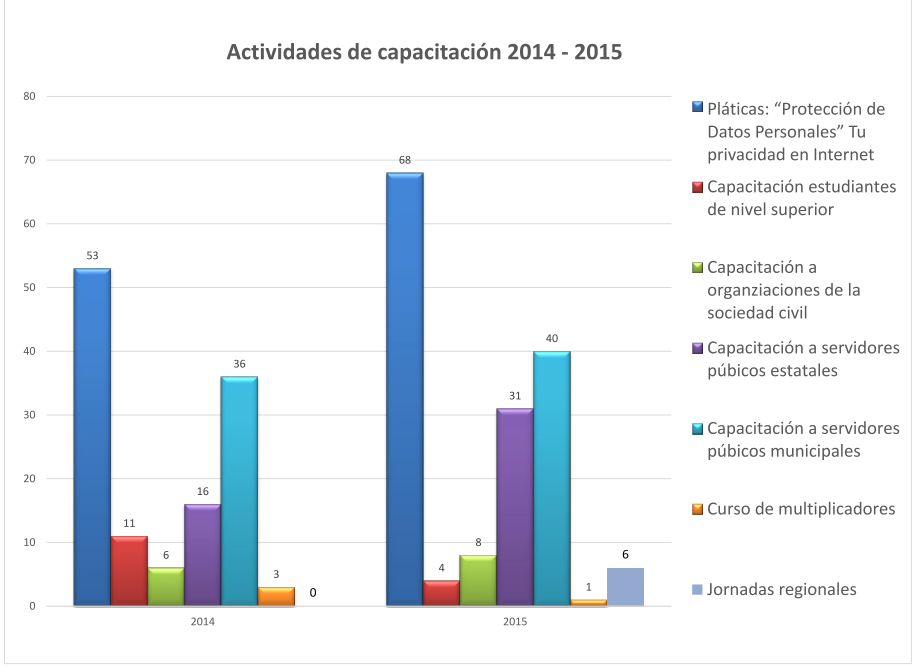 Actividades de capacitación 2014 - 2015
80
70
60
50
40
30
20
10
0
53
11
6
16
36
3
0
68
4
8
31
40
1
6
2014
2015
Pláticas: “Protección de
Datos Personales” Tu
privacidad en Internet
Capacitación estudiantes
de nivel superior
Capacitación a
organziaciones de la
sociedad civil
Capacitación a servidores
púbicos estatales
Capacitación a servidores
púbicos municipales
Curso de multiplicadores
Jornadas regionales